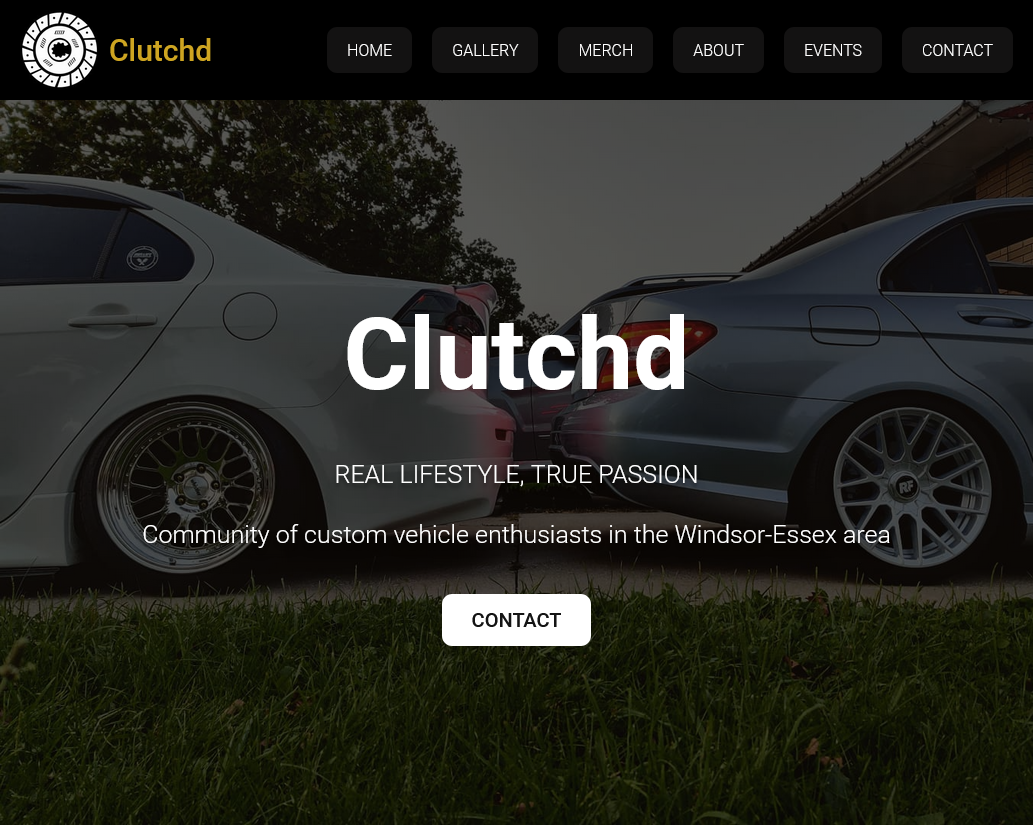 Clutchd
HOME GALLERY MERCH ABOUT EVENTS CONTACT
Clutchd
REAL LIFESTYLE, TRUE PASSION
RF
Community of custom vehicle enthusiasts in the Windsor-Essex area
CONTACT